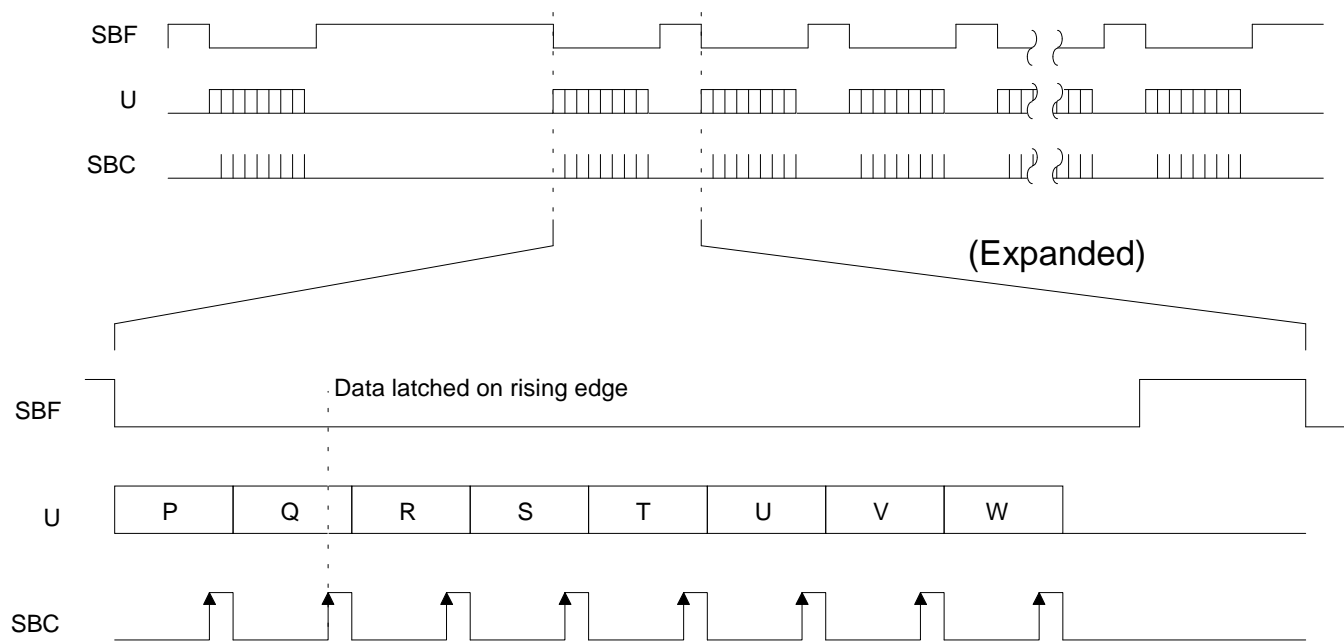 SBF
U
SBC
(Expanded)
Data latched on rising edge
SBF
U P Q R S T U V W
SBC